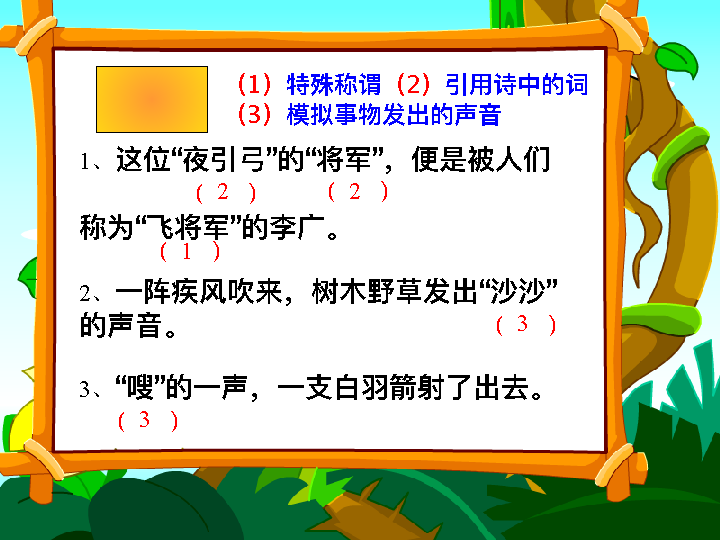 （1）特殊称谓（2）引用诗中的词
（3）模拟事物发出的声音
1、这位“夜引弓”的“将军”，便是被人们
（ 2 ）（ 2 ）
称为“飞将军”的李广。
（ 1 ）
2、一阵疾风吹来，树木野草发出“沙沙”
的声音。（ 3 ）
3、“嗖”的一声，一支白羽箭射了出去。
（ 3 ）